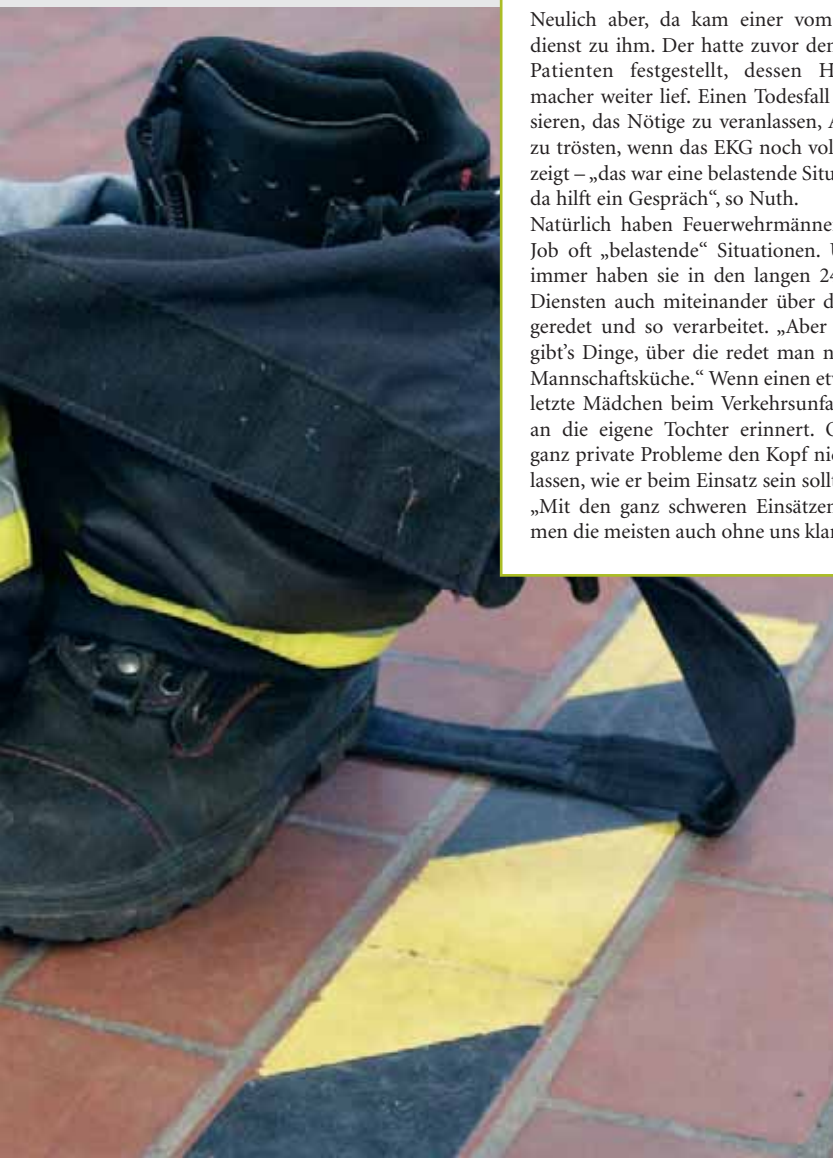 Neulich aber, da kam einer vom
dienst zu ihm. Der hatte zuvor den
Patienten festgestellt, dessen H
macher weiter lief. Einen Todesfall
sieren, das Nötige zu veranlassen, A
zu trösten, wenn das EKG noch vol
zeigt – „das war eine belastende Situ
da hilft ein Gespräch“, so Nuth.
Natürlich haben Feuerwehrmänne
Job oft „belastende“ Situationen. U
immer haben sie in den langen 24
Diensten auch miteinander über d
geredet und so verarbeitet. „Aber
gibt’s Dinge, über die redet man n
Mannschaftsküche.“ Wenn einen et
letzte Mädchen beim Verkehrsunfa
an die eigene Tochter erinnert. O
ganz private Probleme den Kopf nic
lassen, wie er beim Einsatz sein sollt
„Mit den ganz schweren Einsätzen
men die meisten auch ohne uns klar